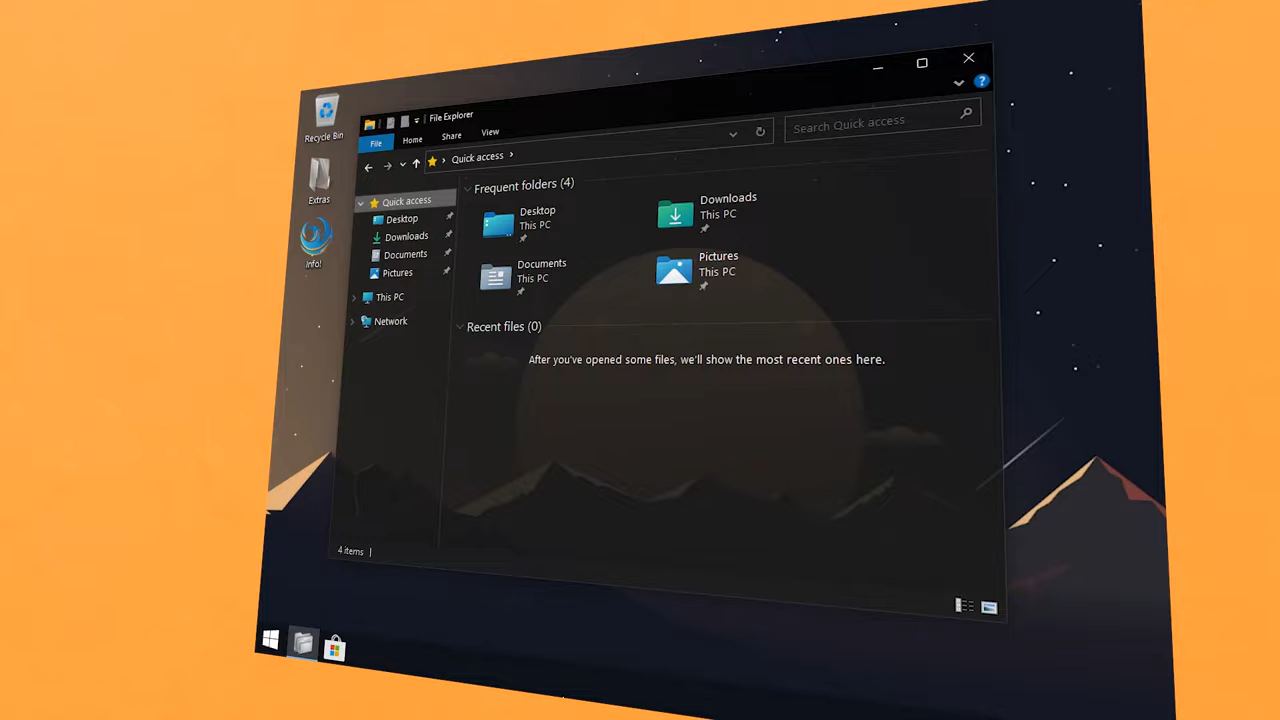 Recycle Bin
Extras
Info!
File Explorer
File
Home
Share
View
Quick access
Search Quick access
Quick access
Desktop
Downloads
Documents
Pictures
This PC
Network
Frequent folders (4)
Desktop
This PC
Downloads
This PC
Documents
This PC
Pictures
This PC
Recent files (0)
After you've opened some files, we'll show the most recent ones here.
4 items